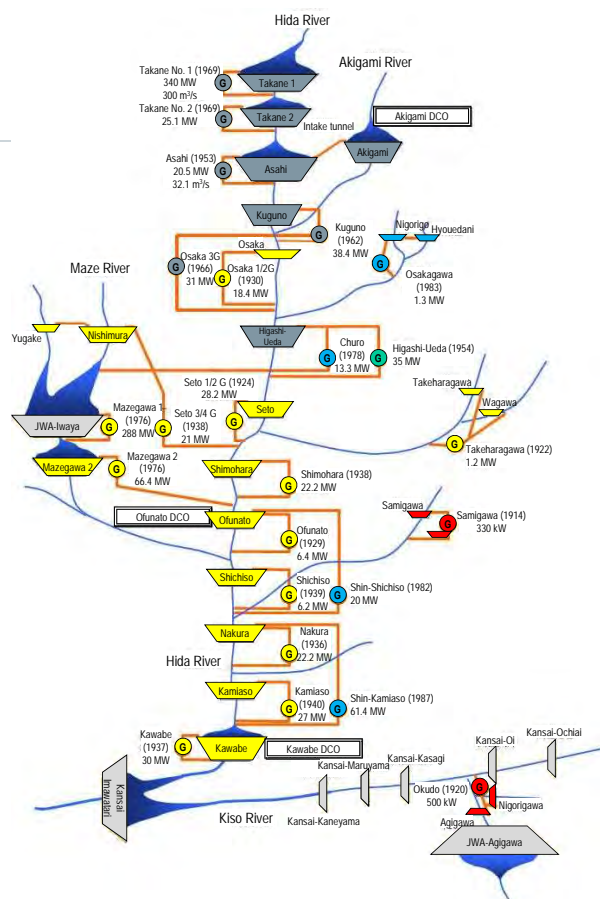 Hida River
Akigami River
Takane No. 1 (1969)
340 MW
300 m³/s
G
Takane 1
Takane No. 2 (1969)
25.1 MW
G
Takane 2
Intake tunnel
Akigami DCO
Akigami
Asahi (1953)
20.5 MW
32.1 m³/s
G
Asahi
Kuguno
G
Kuguno
(1962)
38.4 MW
Nigorigo
Hyouedani
G
Osakagawa
(1983)
1.3 MW
Osaka
Osaka 3G
(1966)
31 MW
G
G
Osaka 1/2G
(1930)
18.4 MW
Maze River
Yugake
Nishimura
Higashi-
Ueda
G
Churo
(1978)
13.3 MW
G
Higashi-Ueda (1954)
35 MW
Seto 1/2 G (1924)
28.2 MW
G
Seto
Seto 3/4 G
(1938)
21 MW
G
Takeharagawa
Wagawa
G
Takeharagawa (1922)
1.2 MW
JWA-Iwaya
Mazegawa 1-
(1976)
288 MW
G
Mazegawa 2
G
Mazegawa 2
(1976)
66.4 MW
Shimohara
G
Shimohara (1938)
22.2 MW
Ofunato DCO
Ofunato
G
Ofunato
(1929)
6.4 MW
Samigawa
G
Samigawa (1914)
330 kW
Shichiso
G
Shichiso
(1939)
6.2 MW
G
Shin-Shichiso (1982)
20 MW
Nakura
G
Nakura
(1936)
22.2 MW
Hida River
Kamiaso
G
Kamiaso
(1940)
27 MW
G
Shin-Kamiaso (1987)
61.4 MW
Kawabe
(1937)
30 MW
G
Kawabe
Kawabe DCO
Kansai
Imawatari
Kiso River
Kansai-Kaneyama
Kansai-Maruyama
Kansai-Kasagi
Kansai-Oi
Kansai-Ochiai
Okudo (1920)
500 kW
G
Nigorigawa
Agigawa
JWA-Agigawa